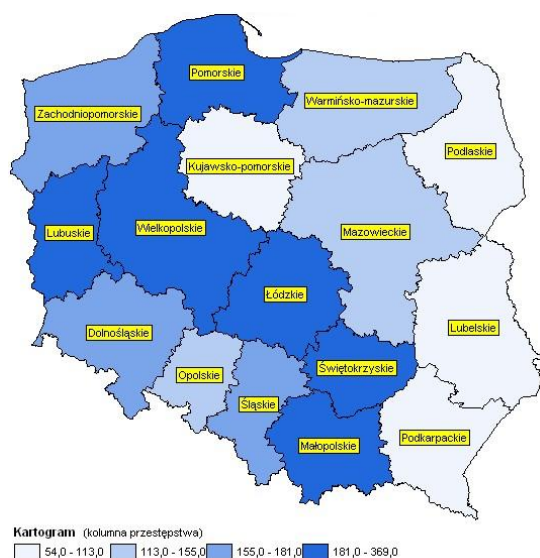 Pomorskie
Zachodniopomorskie
Warmińsko-mazurskie
Podlaskie
Kujawsko-pomorskie
Lubuskie
Wielkopolskie
Mazowieckie
Łódzkie
Lubelskie
Dolnośląskie
Opolskie
Świętokrzyskie
Śląskie
Podkarpackie
Małopolskie
Kartogram (kolumna przestępstwa)
54,0 - 113,0 113,0 - 155,0 155,0 - 181,0 181,0 - 369,0